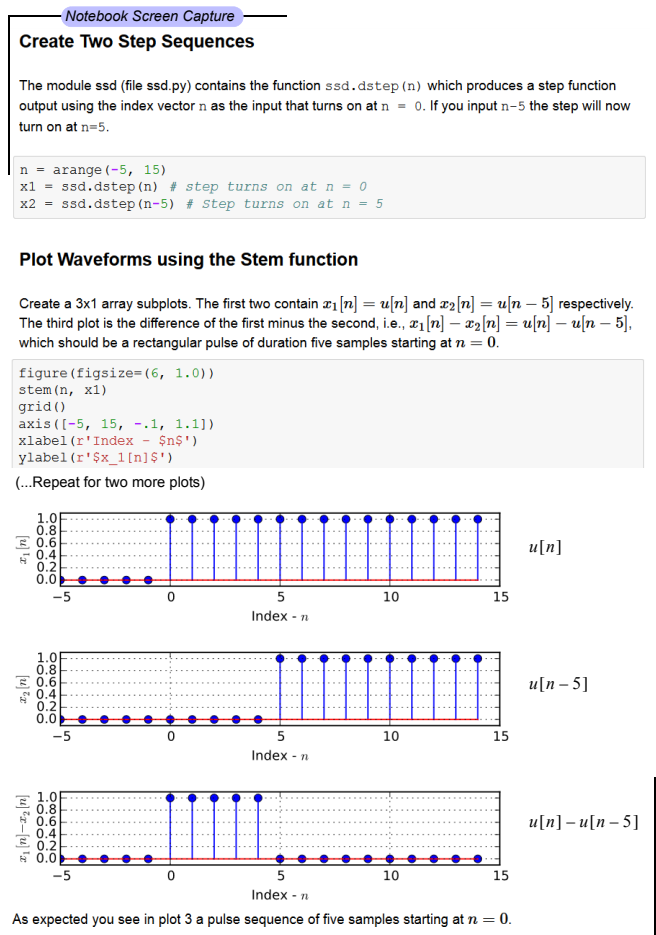 Notebook Screen Capture
Create Two Step Sequences
The module ssd (file ssd.py) contains the function ssd.dstep(n) which produces a step function
output using the index vector n as the input that turns on at n = 0. If you input n-5 the step will now
turn on at n=5.
n = arange(-5, 15)
x1 = ssd.dstep(n) # step turns on at n = 0
x2 = ssd.dstep(n-5) # Step turns on at n = 5
Plot Waveforms using the Stem function
Create a 3x1 array subplots. The first two contain x₁[n] = u[n] and x₂[n] = u[n − 5] respectively.
The third plot is the difference of the first minus the second, i.e., x₁[n] − x₂[n] = u[n] − u[n − 5],
which should be a rectangular pulse of duration five samples starting at n = 0.
figure(figsize=(6, 1.0))
stem(n, x1)
grid()
axis([-5, 15, -.1, 1.1])
xlabel(r'Index - $n$')
ylabel(r'$x_1[n]$')
(...Repeat for two more plots)
x₁[n]
1.0
0.8
0.6
0.4
0.2
0.0
−5 0 5 10 15
Index - n
u[n]
x₂[n]
1.0
0.8
0.6
0.4
0.2
0.0
−5 0 5 10 15
Index - n
u[n − 5]
x₁[n]−x₂[n]
1.0
0.8
0.6
0.4
0.2
0.0
−5 0 5 10 15
Index - n
u[n] − u[n − 5]
As expected you see in plot 3 a pulse sequence of five samples starting at n = 0.